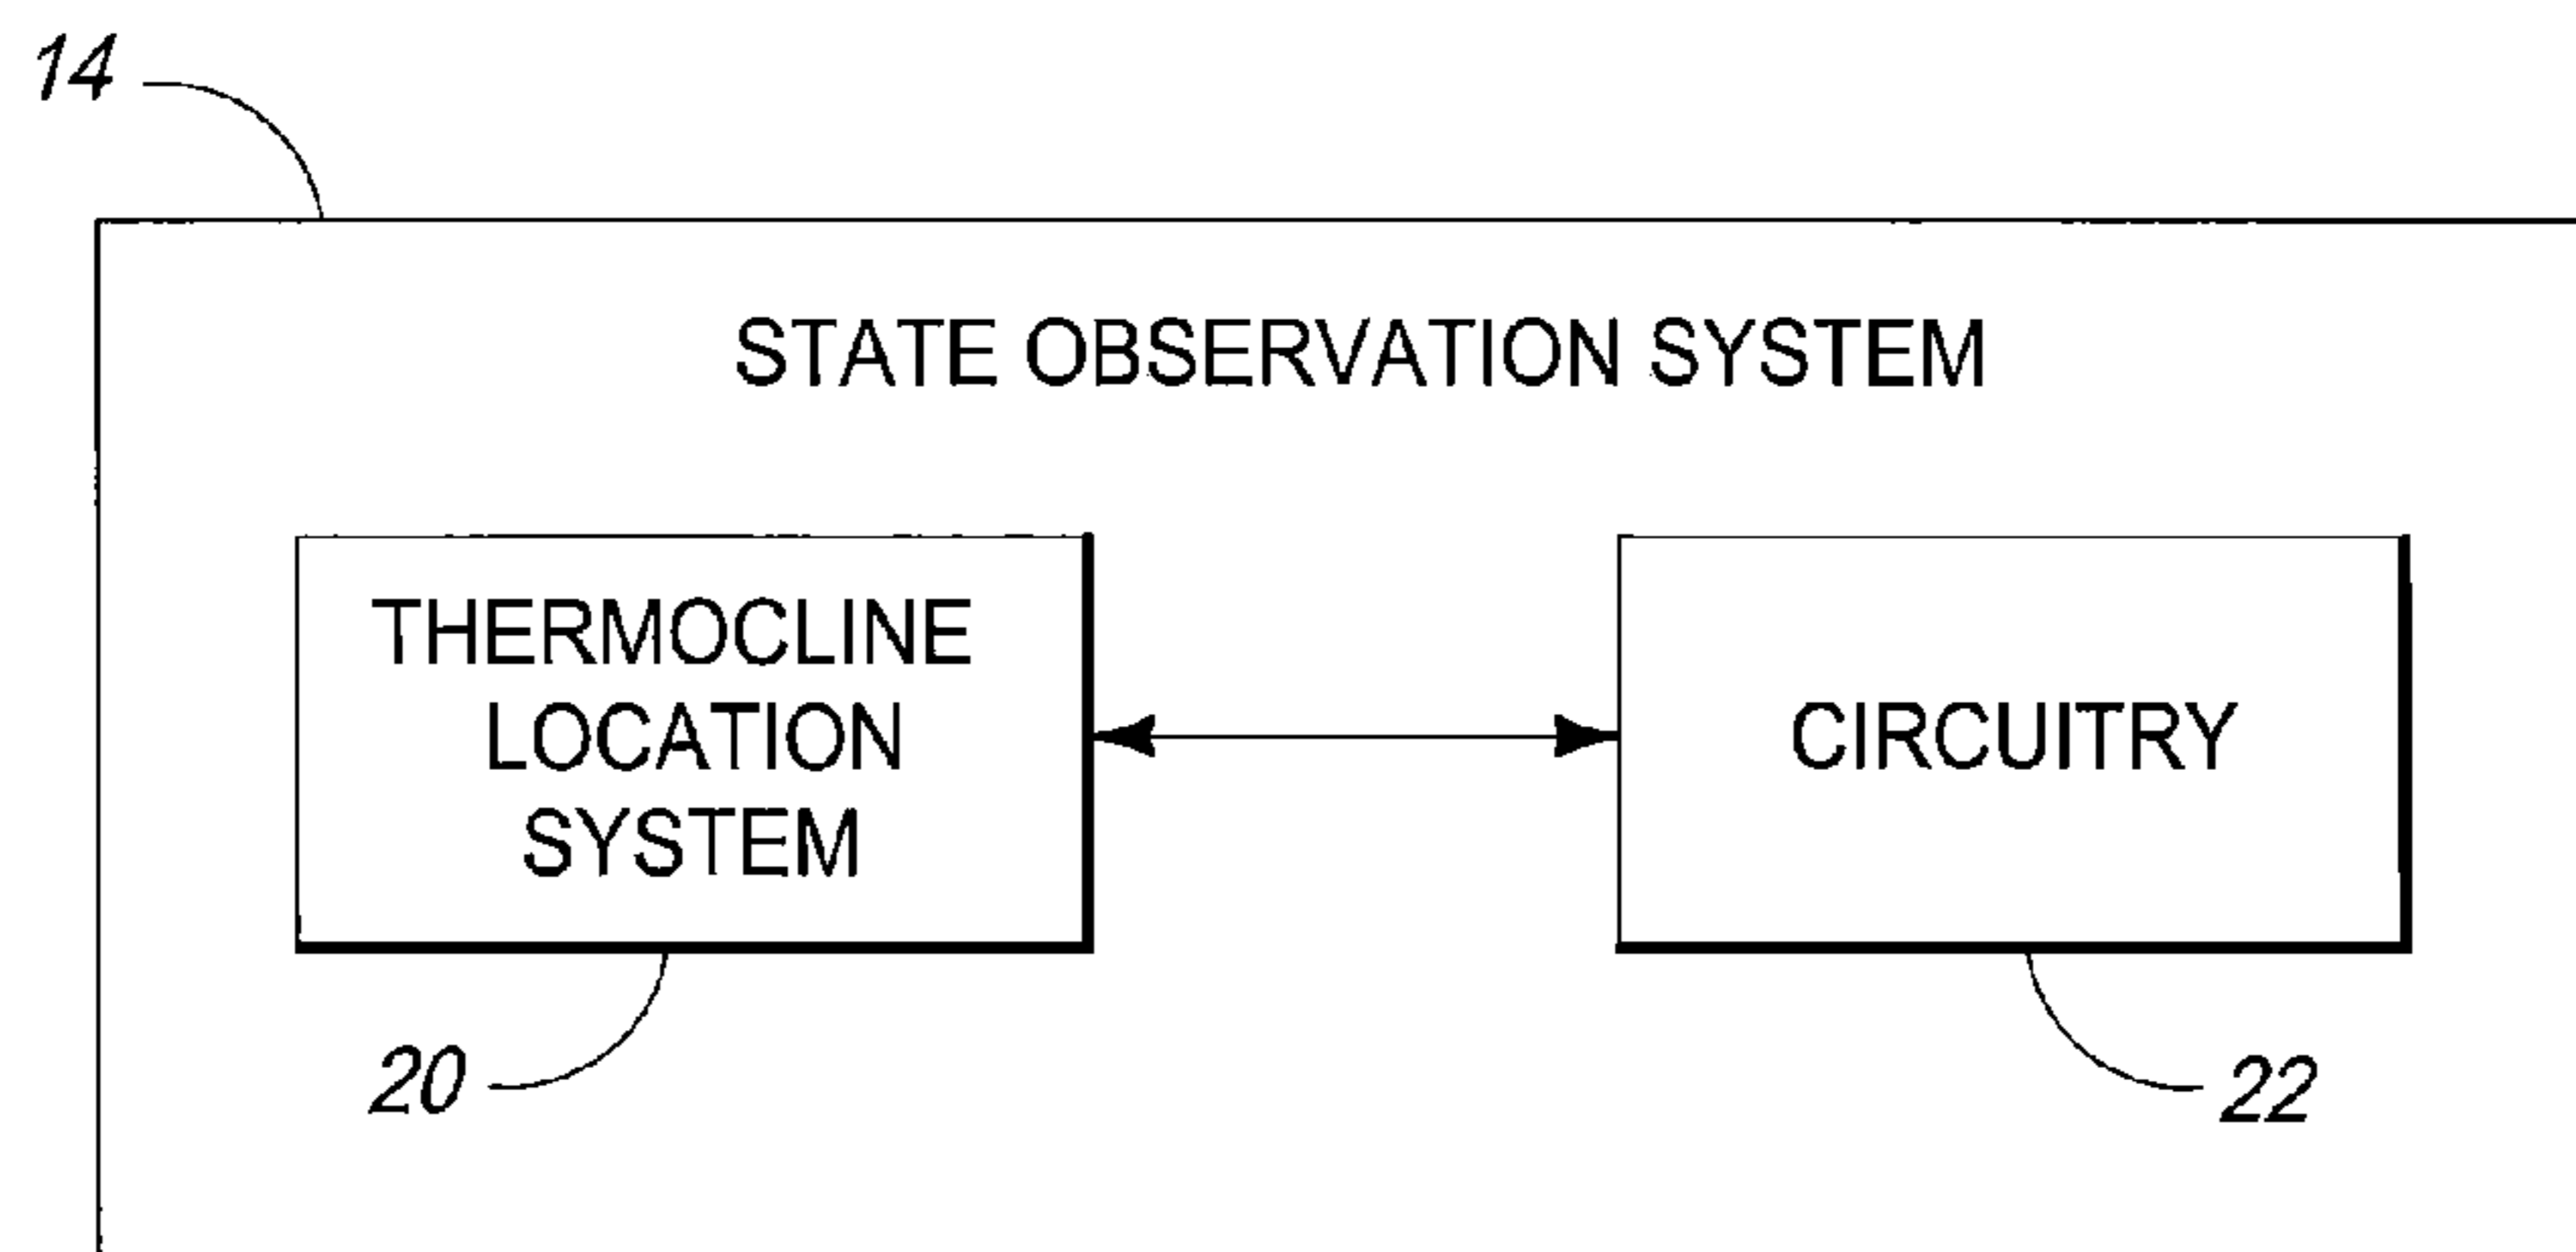 14
STATE OBSERVATION SYSTEM
THERMOCLINE
LOCATION
SYSTEM
CIRCUITRY
20
22